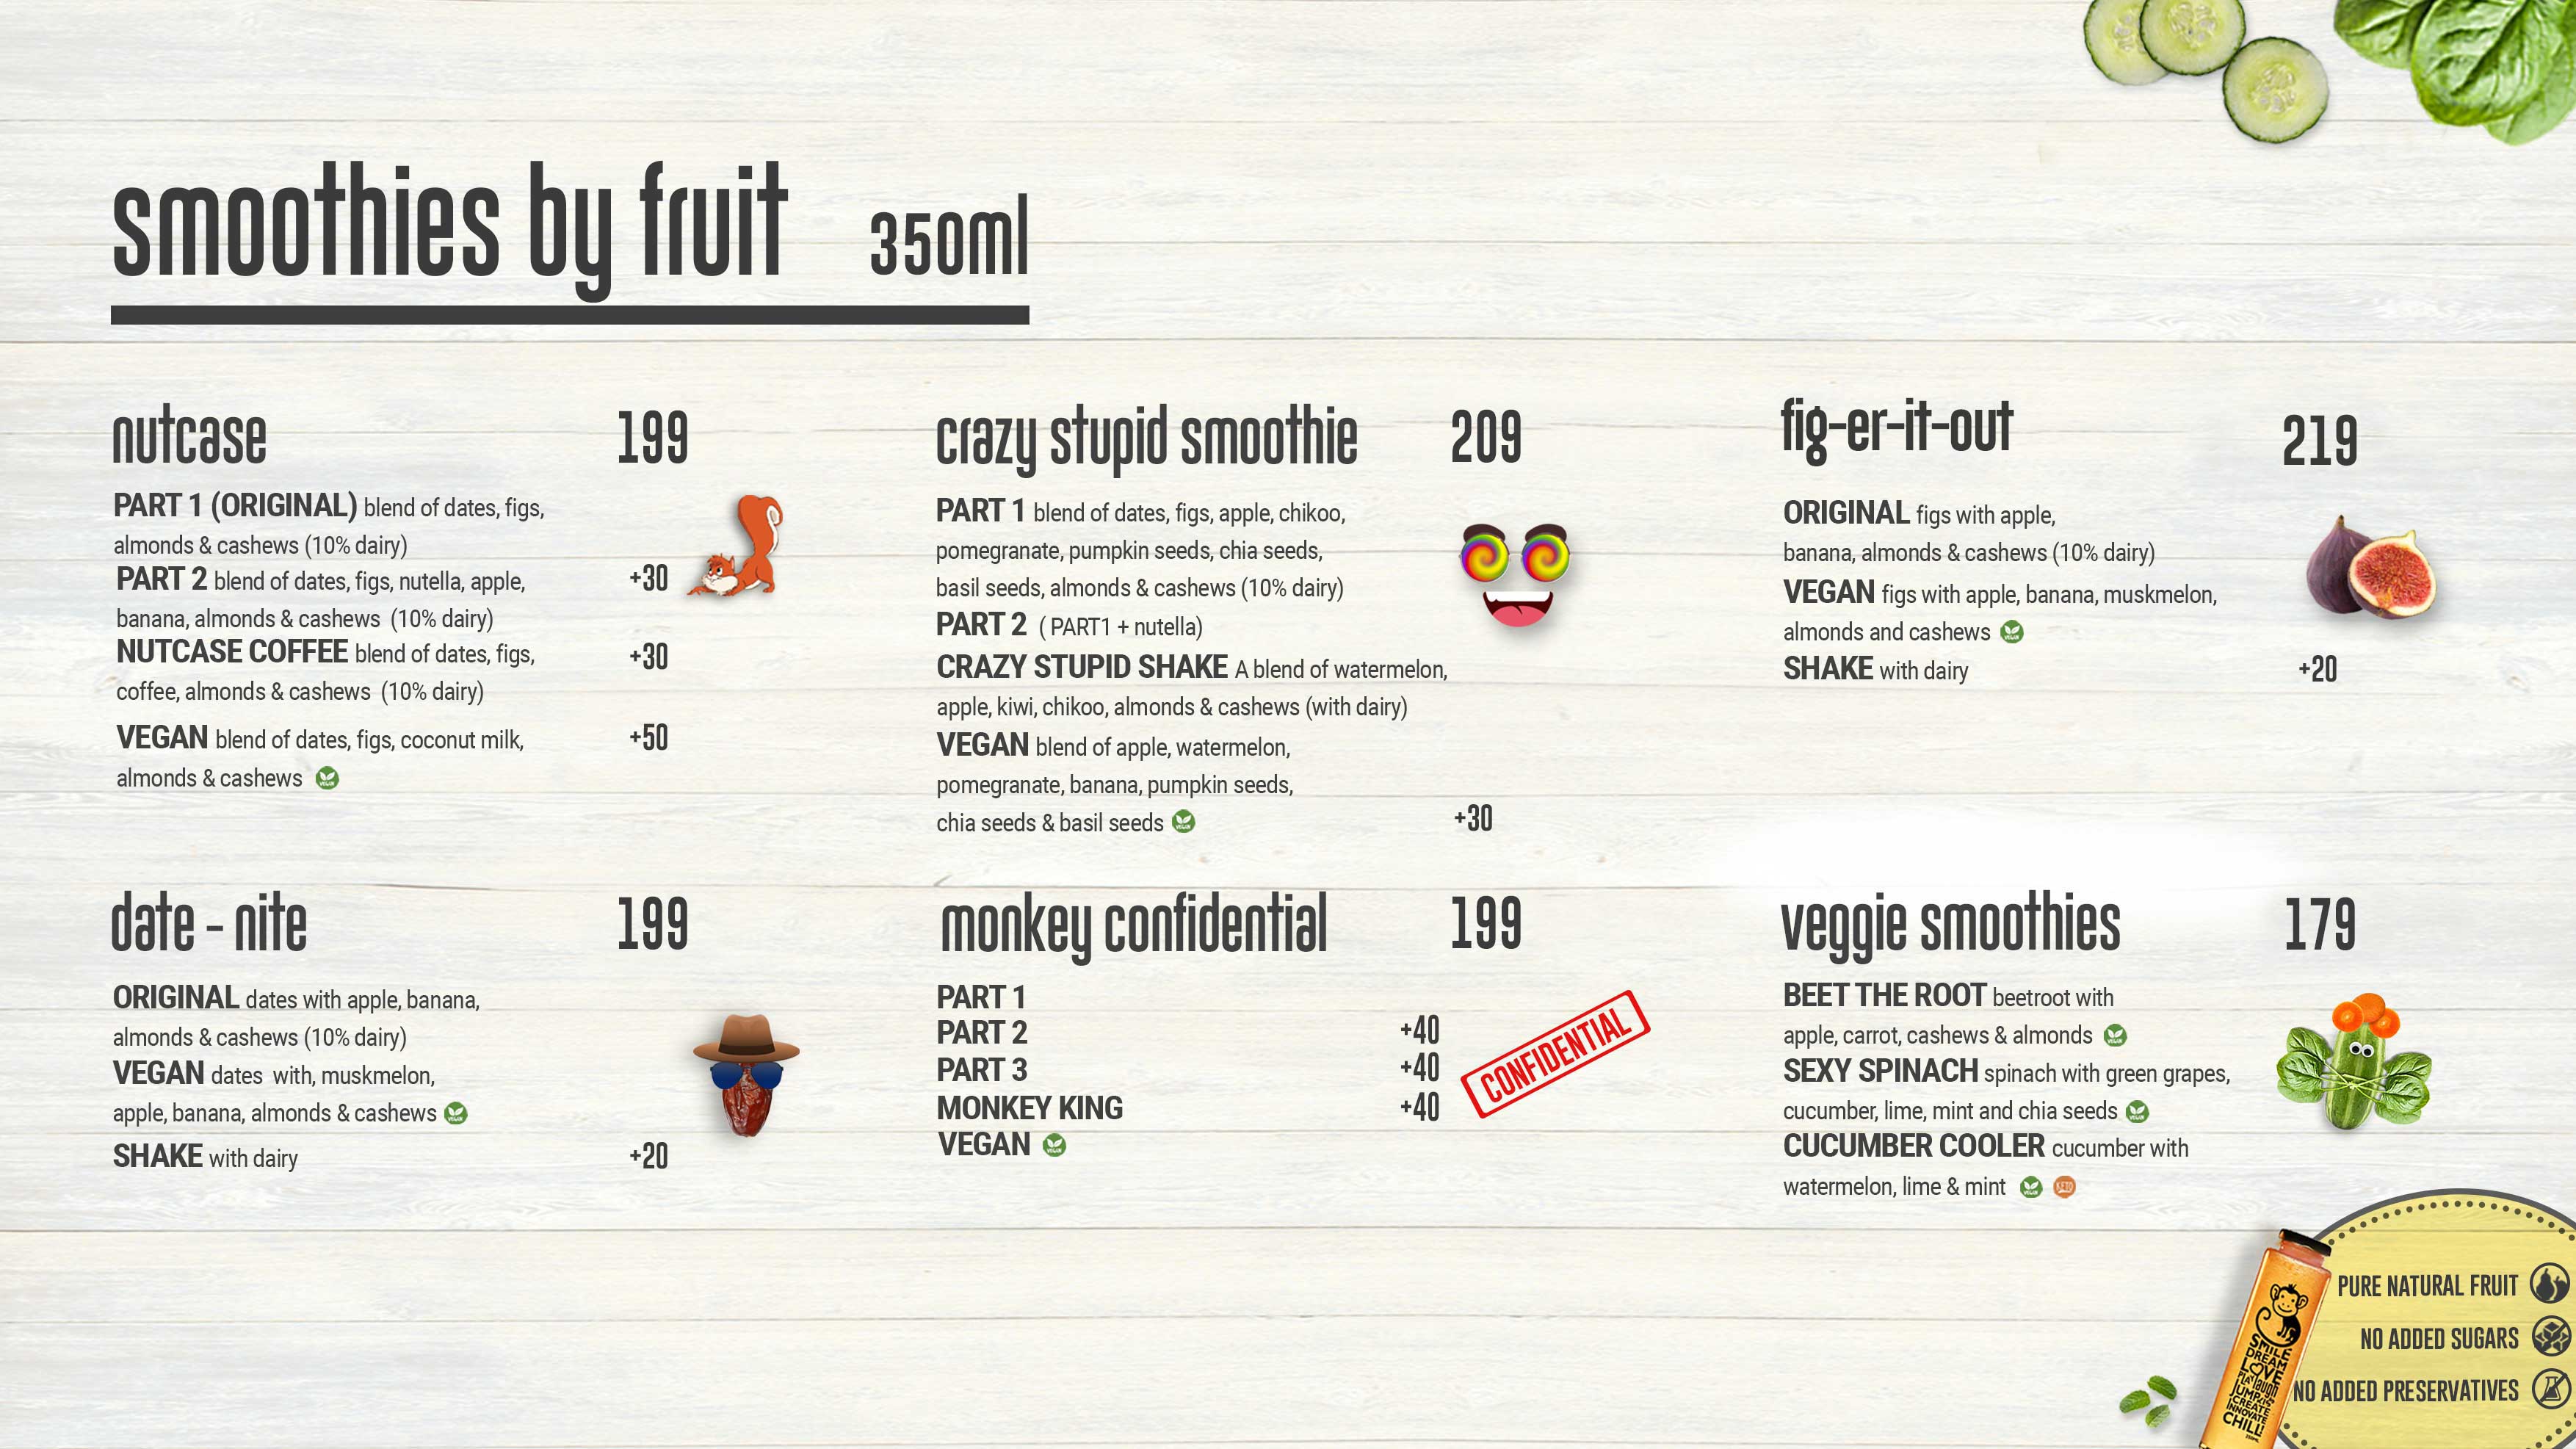 smoothies by fruit 350ml
nutcase 199
PART 1 (ORIGINAL) blend of dates, figs,
almonds & cashews (10% dairy)
PART 2 blend of dates, figs, nutella, apple, +30
banana, almonds & cashews (10% dairy)
NUTCASE COFFEE blend of dates, figs, +30
coffee, almonds & cashews (10% dairy)
VEGAN blend of dates, figs, coconut milk, +50
almonds & cashews VEGAN
crazy stupid smoothie 209
PART 1 blend of dates, figs, apple, chikoo,
pomegranate, pumpkin seeds, chia seeds,
basil seeds, almonds & cashews (10% dairy)
PART 2 ( PART1 + nutella)
CRAZY STUPID SHAKE A blend of watermelon,
apple, kiwi, chikoo, almonds & cashews (with dairy)
VEGAN blend of apple, watermelon,
pomegranate, banana, pumpkin seeds,
chia seeds & basil seeds VEGAN +30
fig-er-it-out 219
ORIGINAL figs with apple,
banana, almonds & cashews (10% dairy)
VEGAN figs with apple, banana, muskmelon,
almonds and cashews VEGAN
SHAKE with dairy +20
date - nite 199
ORIGINAL dates with apple, banana,
almonds & cashews (10% dairy)
VEGAN dates with, muskmelon,
apple, banana, almonds & cashews VEGAN
SHAKE with dairy +20
monkey confidential 199
PART 1
PART 2 +40
PART 3 +40
MONKEY KING +40
VEGAN VEGAN
CONFIDENTIAL
veggie smoothies 179
BEET THE ROOT beetroot with
apple, carrot, cashews & almonds VEGAN
SEXY SPINACH spinach with green grapes,
cucumber, lime, mint and chia seeds VEGAN
CUCUMBER COOLER cucumber with
watermelon, lime & mint VEGAN KETO
PURE NATURAL FRUIT
NO ADDED SUGARS
NO ADDED PRESERVATIVES
SMILE
DREAM
LOVE
PLAY laugh
JUMP KISS
CREATE
INNOVATE
CHILL!